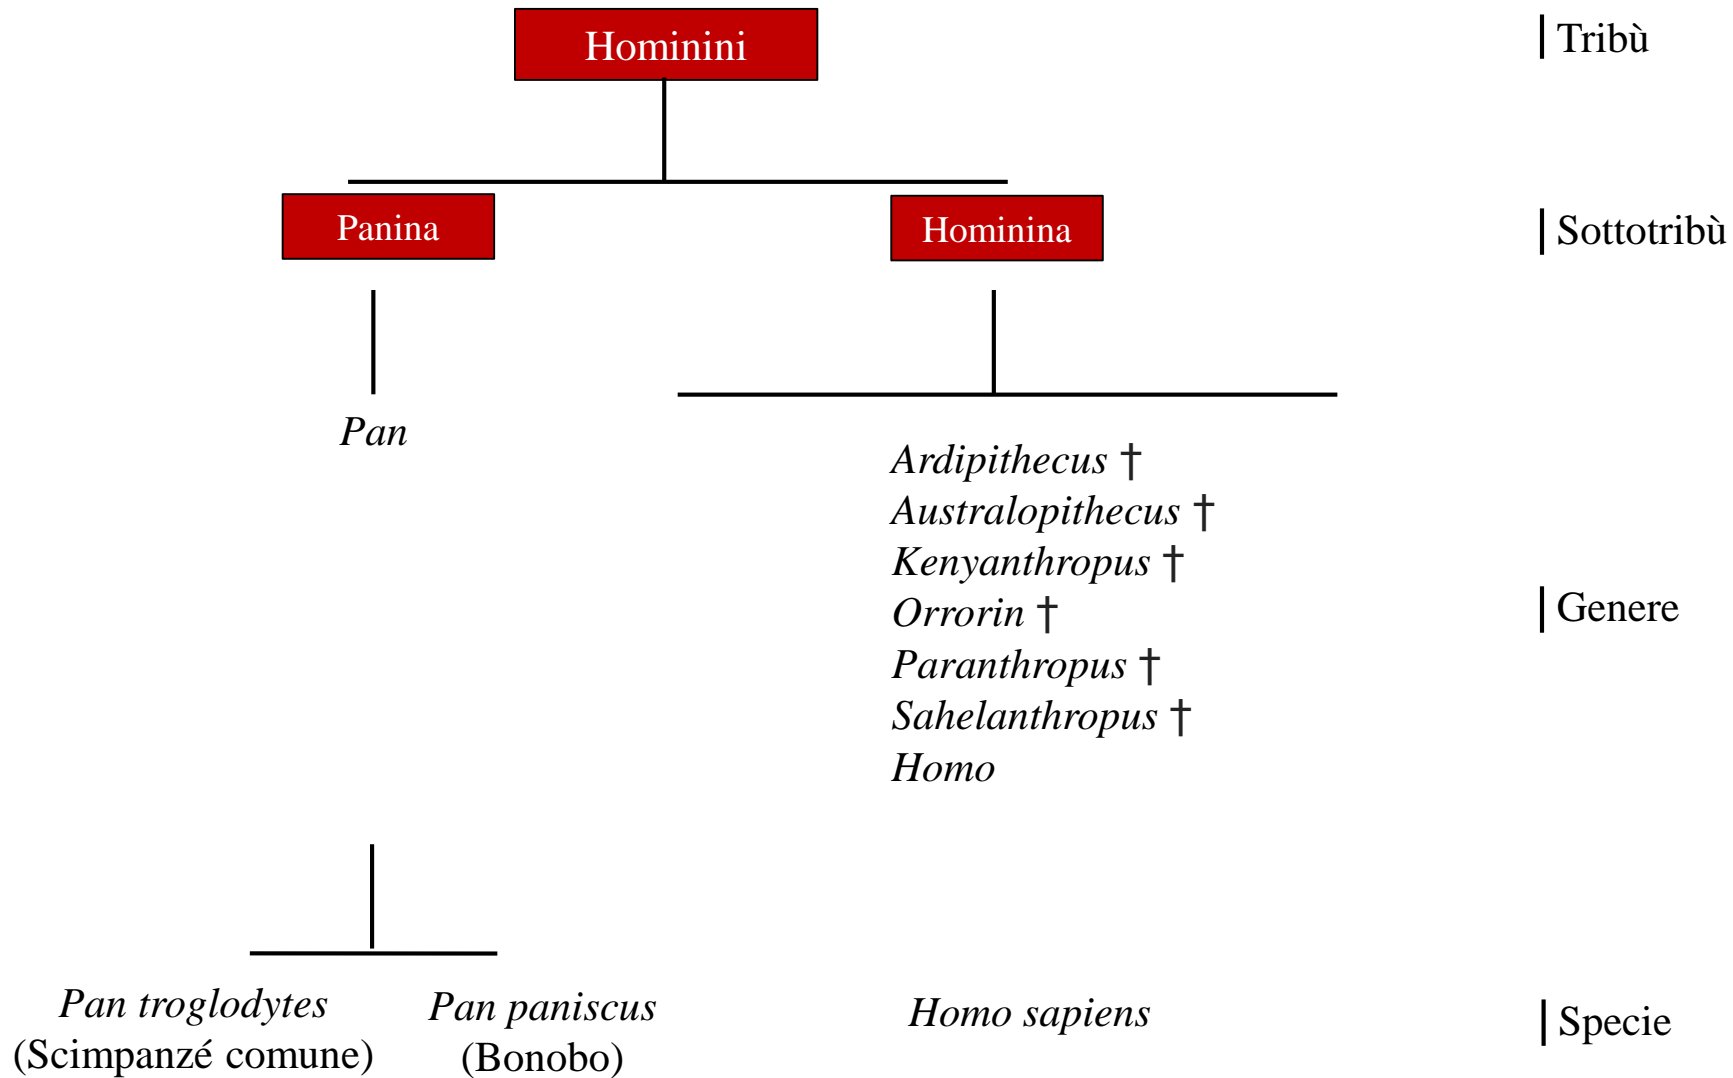 Hominini
Tribù
Panina
Hominina
Sottotribù
Pan
Ardipithecus †
Australopithecus †
Kenyanthropus †
Orrorin †
Paranthropus †
Sahelanthropus †
Homo
Genere
Pan troglodytes
(Scimpanzé comune)
Pan paniscus
(Bonobo)
Homo sapiens
Specie